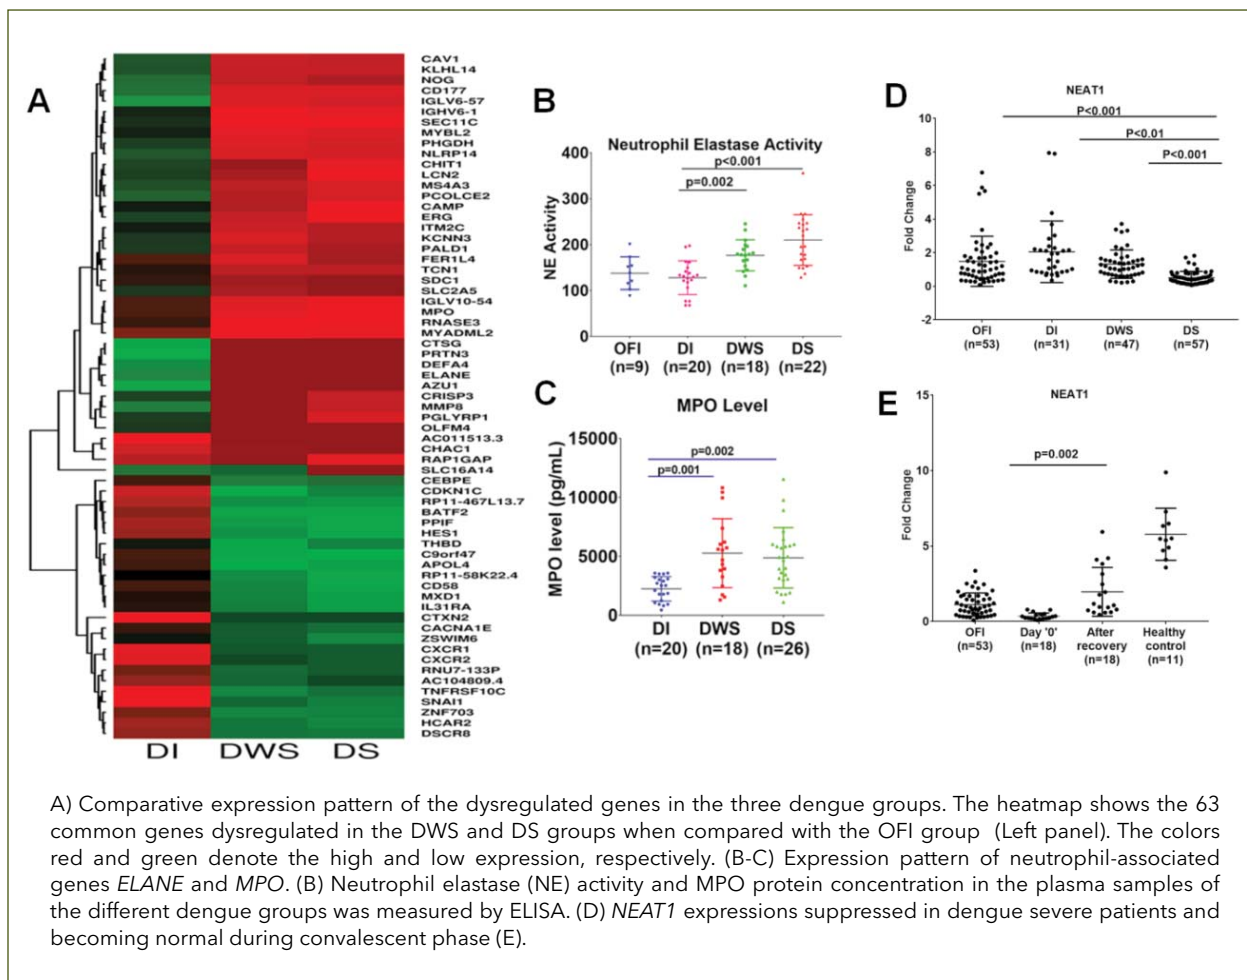 A
CAV1
KLHL14
NOG
CD177
IGLV6-57
IGHV6-1
SEC11C
MYBL2
PHGDH
NLRP14
CHIT1
LCN2
MS4A3
PCOLCE2
CAMP
ERG
ITM2C
KCNN3
PALD1
FER1L4
TCN1
SDC1
SLC2A5
IGLV10-54
MPO
RNASE3
MYADML2
CTSG
PRTN3
DEFA4
ELANE
AZU1
CRISP3
MMP8
PGLYRP1
OLFM4
AC011513.3
CHAC1
RAP1GAP
SLC16A14
CEBPE
CDKN1C
RP11-467L13.7
BATF2
PPIF
HES1
THBD
C9orf47
APOL4
RP11-58K22.4
CD58
MXD1
IL31RA
CTXN2
CACNA1E
ZSWIM6
CXCR1
CXCR2
RNU7-133P
AC104809.4
TNFRSF10C
SNAI1
ZNF703
HCAR2
DSCR8
DI DWS DS
B
Neutrophil Elastase Activity
NE Activity
400
300
200
100
0
p<0.001
p=0.002
OFI DI DWS DS
(n=9) (n=20) (n=18) (n=22)
C
MPO Level
MPO level (pg/mL)
15000
10000
5000
0
p=0.002
p=0.001
DI DWS DS
(n=20) (n=18) (n=26)
D
NEAT1
Fold Change
10
8
6
4
2
0
-2
P<0.001
P<0.01
P<0.001
OFI DI DWS DS
(n=53) (n=31) (n=47) (n=57)
E
NEAT1
Fold Change
15
10
5
0
p=0.002
OFI Day '0' After Healthy
(n=53) (n=18) recovery control
(n=18) (n=11)
A) Comparative expression pattern of the dysregulated genes in the three dengue groups. The heatmap shows the 63
common genes dysregulated in the DWS and DS groups when compared with the OFI group (Left panel). The colors
red and green denote the high and low expression, respectively. (B-C) Expression pattern of neutrophil-associated
genes ELANE and MPO. (B) Neutrophil elastase (NE) activity and MPO protein concentration in the plasma samples of
the different dengue groups was measured by ELISA. (D) NEAT1 expressions suppressed in dengue severe patients and
becoming normal during convalescent phase (E).